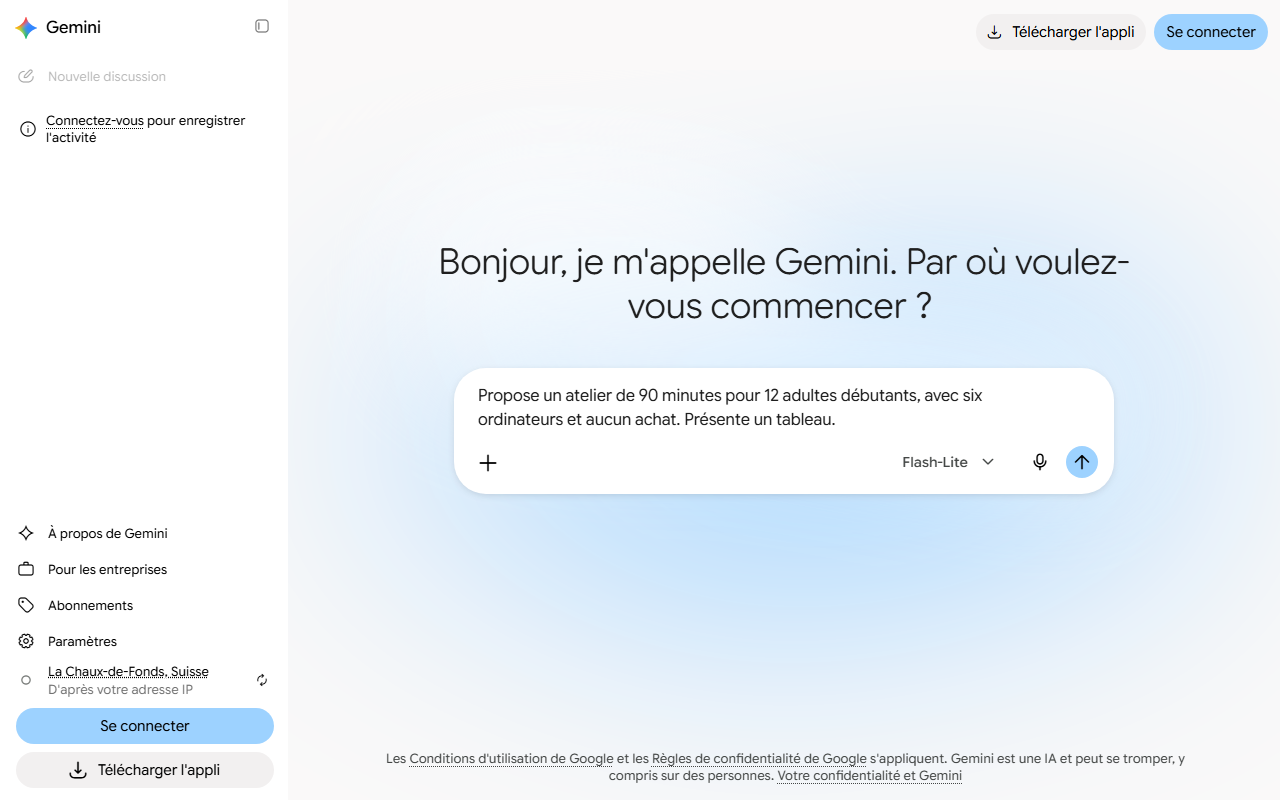 Gemini
Nouvelle discussion
Connectez-vous pour enregistrer
l'activité
À propos de Gemini
Pour les entreprises
Abonnements
Paramètres
La Chaux-de-Fonds, Suisse
D'après votre adresse IP
Se connecter
Télécharger l'appli
Télécharger l'appli
Se connecter
Bonjour, je m'appelle Gemini. Par où voulez-
vous commencer ?
Propose un atelier de 90 minutes pour 12 adultes débutants, avec six
ordinateurs et aucun achat. Présente un tableau.
Flash-Lite
Les Conditions d'utilisation de Google et les Règles de confidentialité de Google s'appliquent. Gemini est une IA et peut se tromper, y
compris sur des personnes. Votre confidentialité et Gemini